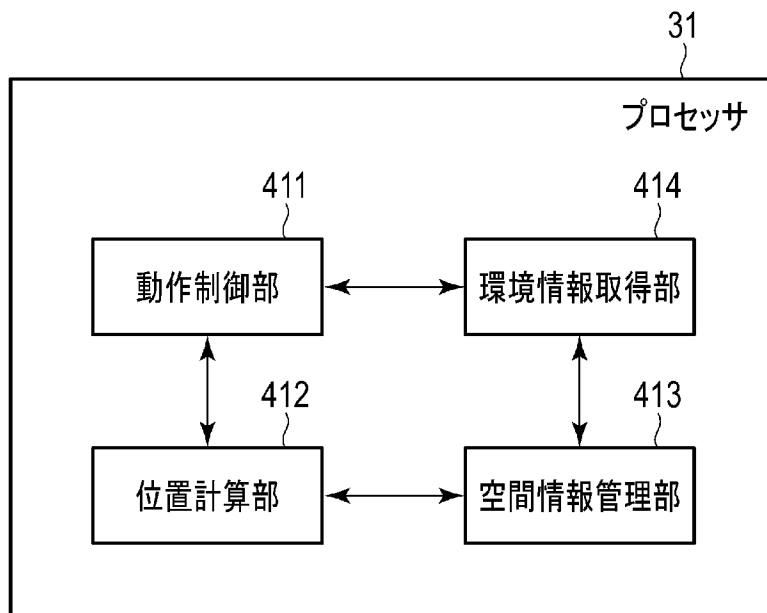 31
プロセッサ
411
414
動作制御部
環境情報取得部
412
413
位置計算部
空間情報管理部